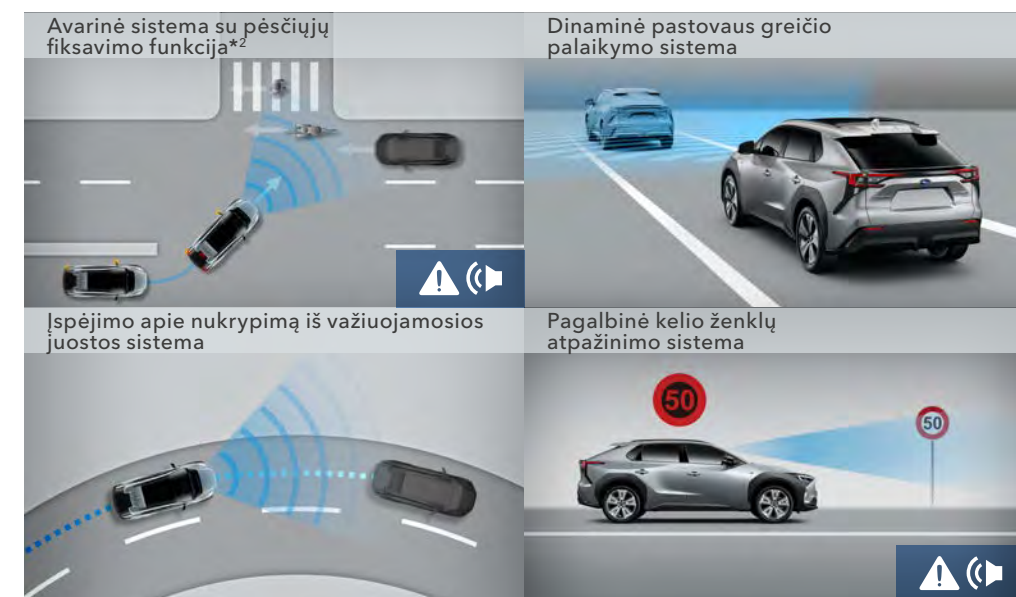 Avarinė sistema su pėsčiųjų
fiksavimo funkcija*2
Dinaminė pastovaus greičio
palaikymo sistema
Įspėjimo apie nukrypimą iš važiuojamosios
juostos sistema
Pagalbinė kelio ženklų
atpažinimo sistema
50
50